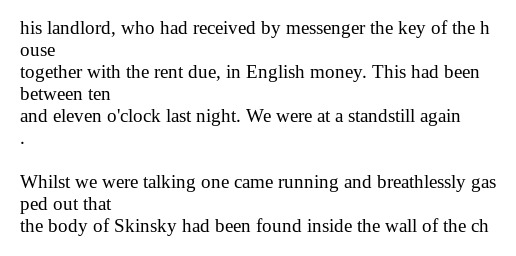 his landlord, who had received by messenger the key of the h
ouse
together with the rent due, in English money. This had been
between ten
and eleven o'clock last night. We were at a standstill again
.
Whilst we were talking one came running and breathlessly gas
ped out that
the body of Skinsky had been found inside the wall of the ch